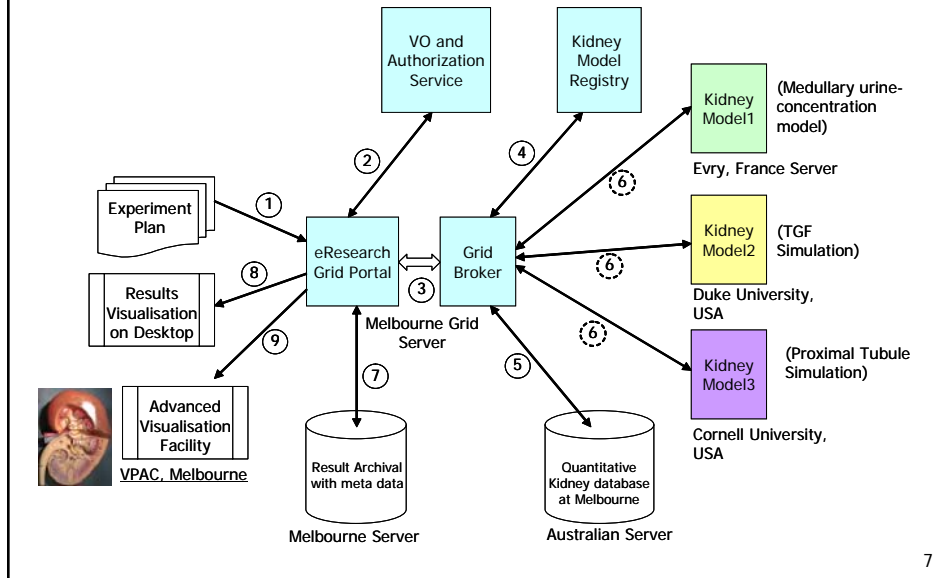 VO and
Authorization
Service
Kidney
Model
Registry
Kidney
Model1
(Medullary urine-
concentration
model)
Evry, France Server
2
4
6
Experiment
Plan
1
eResearch
Grid Portal
3
Grid
Broker
6
Kidney
Model2
(TGF
Simulation)
Duke University,
USA
8
Results
Visualisation
on Desktop
Melbourne Grid
Server
9
7
5
6
Kidney
Model3
(Proximal Tubule
Simulation)
Cornell University,
USA
Advanced
Visualisation
Facility
VPAC, Melbourne
Result Archival
with meta data
Melbourne Server
Quantitative
Kidney database
at Melbourne
Australian Server
7